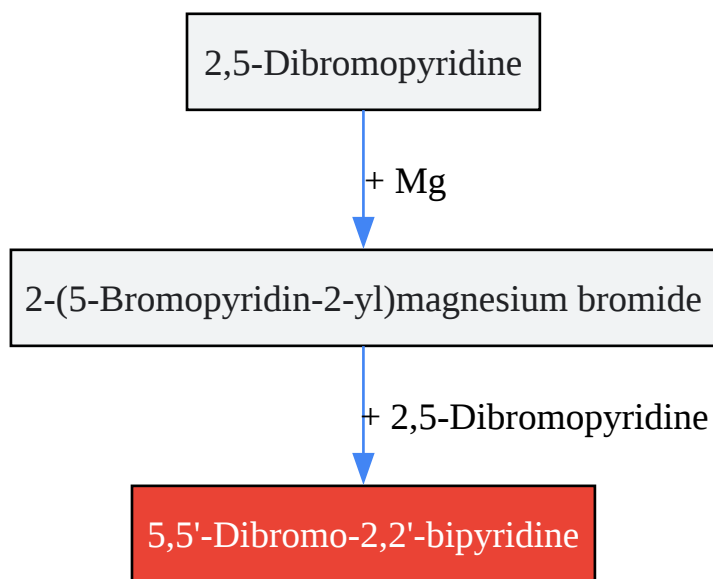 2,5-Dibromopyridine
+ Mg
2-(5-Bromopyridin-2-yl)magnesium bromide
+ 2,5-Dibromopyridine
5,5'-Dibromo-2,2'-bipyridine